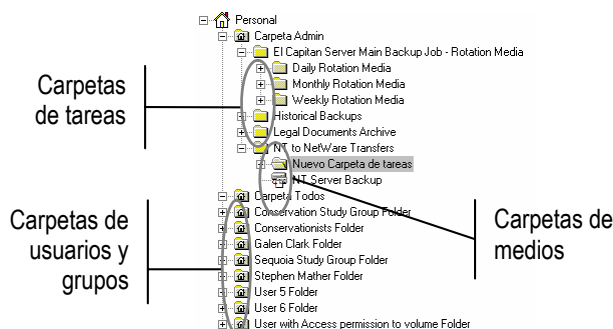 Personal
Carpeta Admin
El Capitan Server Main Backup Job - Rotation Media
Daily Rotation Media
Monthly Rotation Media
Weekly Rotation Media
Historical Backups
Legal Documents Archive
NT to NetWare Transfers
Nuevo Carpeta de tareas
NT Server Backup
Carpeta Todos
Conservation Study Group Folder
Conservationists Folder
Galen Clark Folder
Sequoia Study Group Folder
Stephen Mather Folder
User 5 Folder
User 6 Folder
User with Access permission to volume Folder
Carpetas
de tareas
Carpetas de
usuarios y
grupos
Carpetas de
medios